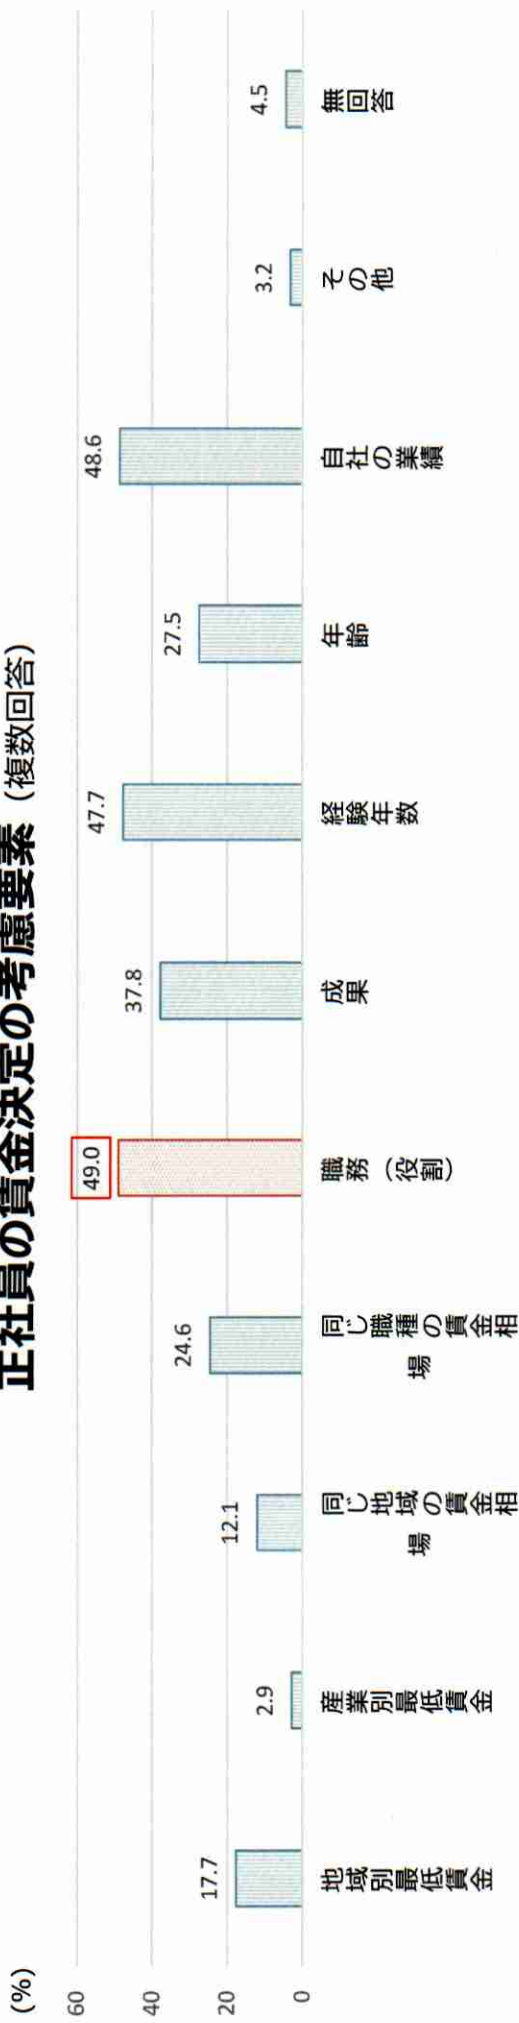 正社員の賃金決定の考慮要素（複数回答）
(%)
60
40
20
0
17.7
2.9
12.1
24.6
49.0
37.8
47.7
27.5
48.6
3.2
4.5
地域別最低賃金
産業別最低賃金
同じ地域の賃金相
場
同じ職種の賃金相
場
職務（役割）
成果
経験年数
年齢
自社の業績
その他
無回答